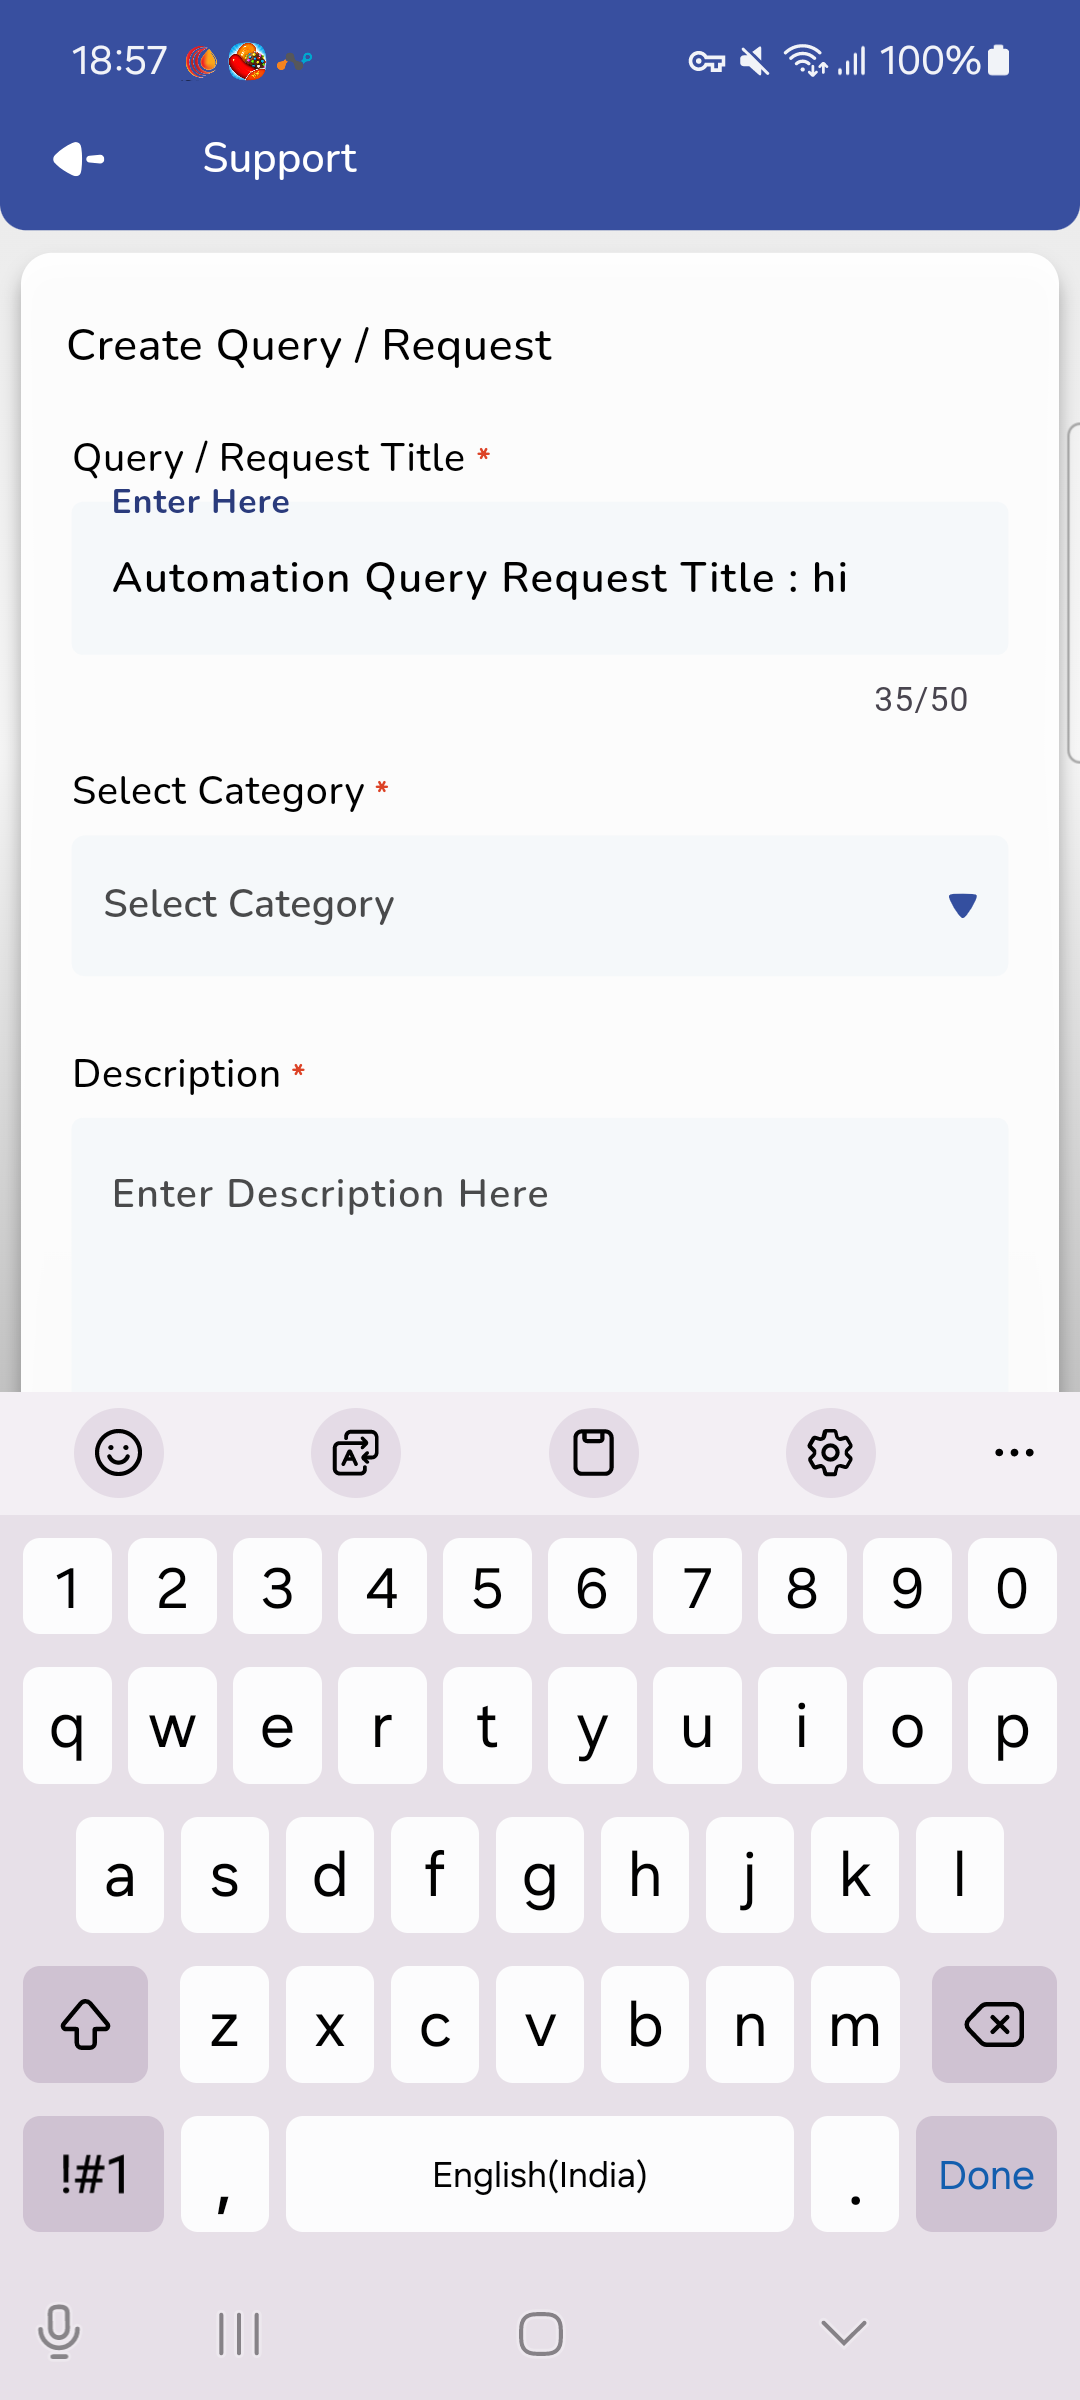 18:57 100%
Support
Create Query / Request
Query / Request Title *
Enter Here
Automation Query Request Title : hi
35/50
Select Category *
Select Category
Description *
Enter Description Here
1 2 3 4 5 6 7 8 9 0
q w e r t y u i o p
a s d f g h j k l
z x c v b n m
!#1 , English(India) . Done